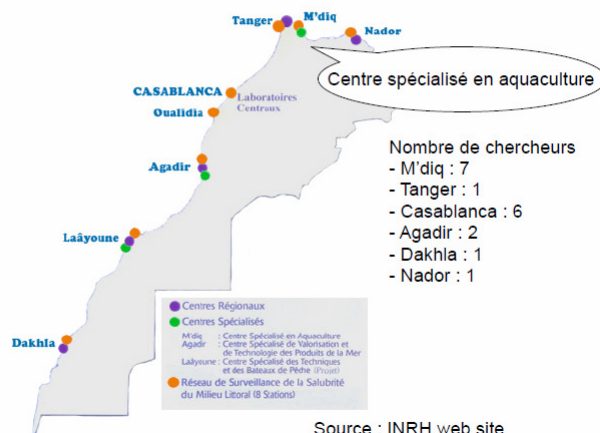 Tanger
M'diq
Nador
Centre spécialisé en aquaculture
CASABLANCA
Laboratoires
Centraux
Oualidia
Nombre de chercheurs
- M'diq : 7
- Tanger : 1
- Casablanca : 6
- Agadir : 2
- Dakhla : 1
- Nador : 1
Agadir
Laâyoune
Dakhla
Centres Régionaux
Centres Spécialisés
M'diq : Centre Spécialisé en Aquaculture
Agadir : Centre Spécialisé de Valorisation et
de Technologie des Produits de la Mer
Laâyoune : Centre Spécialisé des Techniques
et des Bateaux de Pêche (Projet)
Réseau de Surveillance de la Salubrité
du Milieu Littoral (8 Stations)
Source : INRH web site